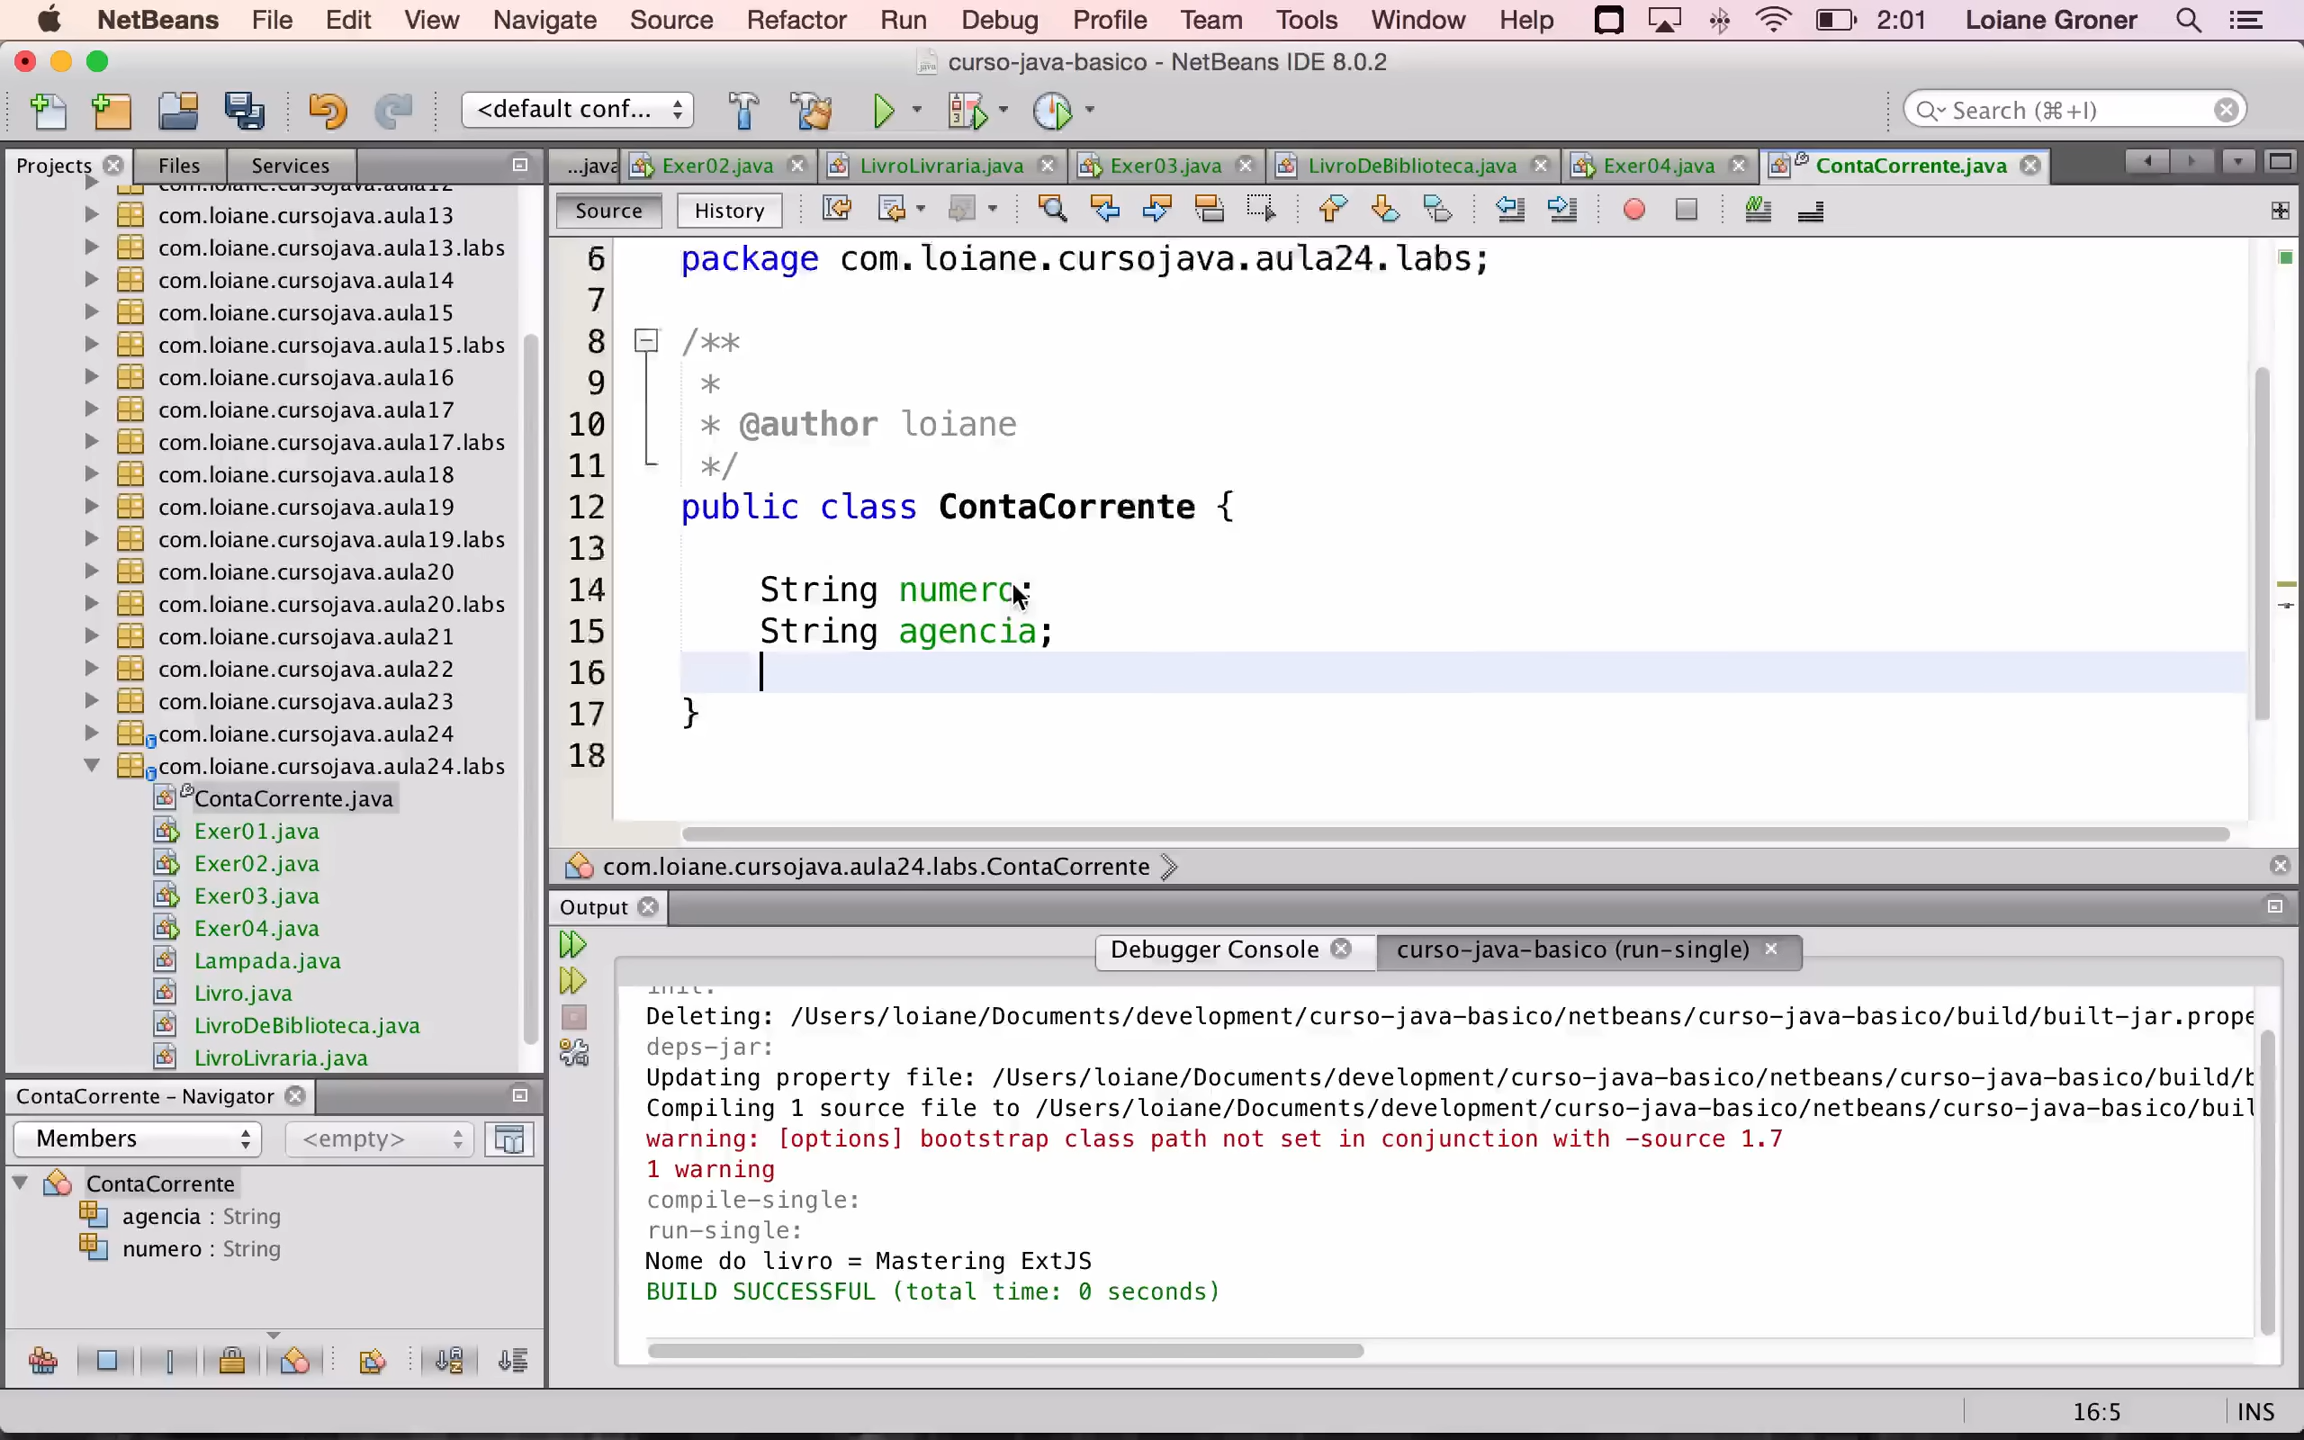 NetBeans File Edit View Navigate Source Refactor Run Debug Profile Team Tools Window Help 2:01 Loiane Groner
curso-java-basico - NetBeans IDE 8.0.2
<default conf... Search (⌘+I)
Projects Files Services
...java Exer02.java LivroLivraria.java Exer03.java LivroDeBiblioteca.java Exer04.java ContaCorrente.java
Source History
com.loiane.cursojava.aula12
com.loiane.cursojava.aula13
com.loiane.cursojava.aula13.labs
com.loiane.cursojava.aula14
com.loiane.cursojava.aula15
com.loiane.cursojava.aula15.labs
com.loiane.cursojava.aula16
com.loiane.cursojava.aula17
com.loiane.cursojava.aula17.labs
com.loiane.cursojava.aula18
com.loiane.cursojava.aula19
com.loiane.cursojava.aula19.labs
com.loiane.cursojava.aula20
com.loiane.cursojava.aula20.labs
com.loiane.cursojava.aula21
com.loiane.cursojava.aula22
com.loiane.cursojava.aula23
com.loiane.cursojava.aula24
com.loiane.cursojava.aula24.labs
ContaCorrente.java
Exer01.java
Exer02.java
Exer03.java
Exer04.java
Lampada.java
Livro.java
LivroDeBiblioteca.java
LivroLivraria.java
6 package com.loiane.cursojava.aula24.labs;
7
8 /**
9 *
10 * @author loiane
11 */
12 public class ContaCorrente {
13
14 String numero;
15 String agencia;
16
17 }
18
com.loiane.cursojava.aula24.labs.ContaCorrente
ContaCorrente - Navigator
Members <empty>
ContaCorrente
agencia : String
numero : String
Output
Debugger Console curso-java-basico (run-single)
init:
Deleting: /Users/loiane/Documents/development/curso-java-basico/netbeans/curso-java-basico/build/built-jar.prope
deps-jar:
Updating property file: /Users/loiane/Documents/development/curso-java-basico/netbeans/curso-java-basico/build/b
Compiling 1 source file to /Users/loiane/Documents/development/curso-java-basico/netbeans/curso-java-basico/buil
warning: [options] bootstrap class path not set in conjunction with -source 1.7
1 warning
compile-single:
run-single:
Nome do livro = Mastering ExtJS
BUILD SUCCESSFUL (total time: 0 seconds)
16:5 INS